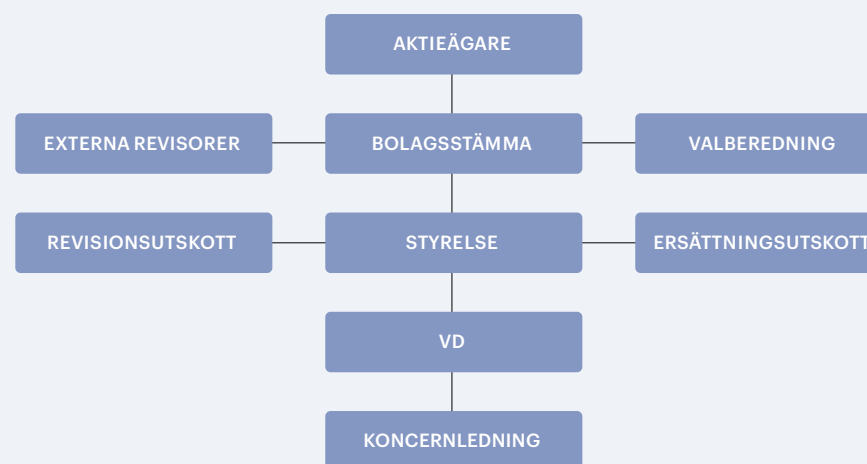 AKTIEÄGARE
EXTERNA REVISORER
BOLAGSSTÄMMA
VALBEREDNING
REVISIONSUTSKOTT
STYRELSE
ERSÄTTNINGSUTSKOTT
VD
KONCERNLEDNING